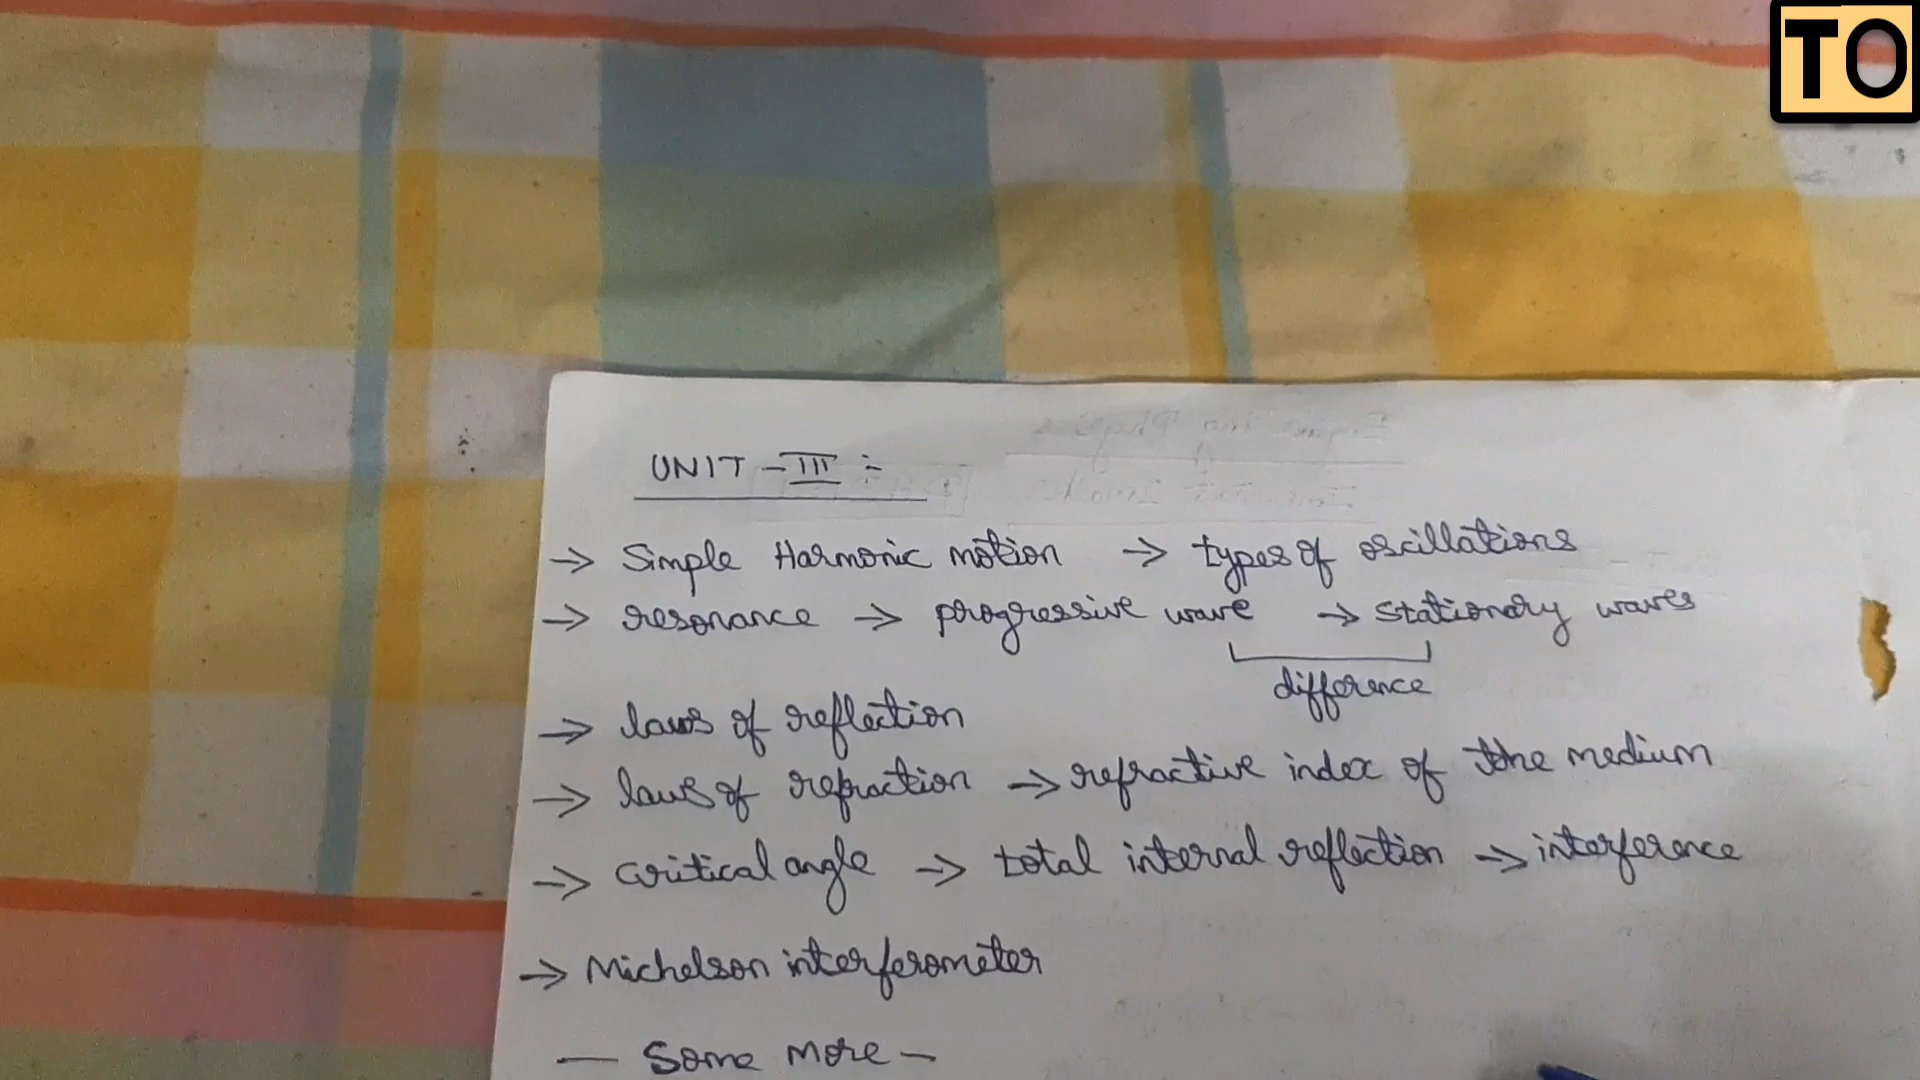 TO
UNIT - III :-
→ Simple Harmonic motion → types of oscillations
→ resonance → progressive wave → stationary waves
difference
→ laws of reflection
→ laws of refraction → refractive index of the medium
→ critical angle → total internal reflection → interference
→ Michelson interferometer
— Some more —